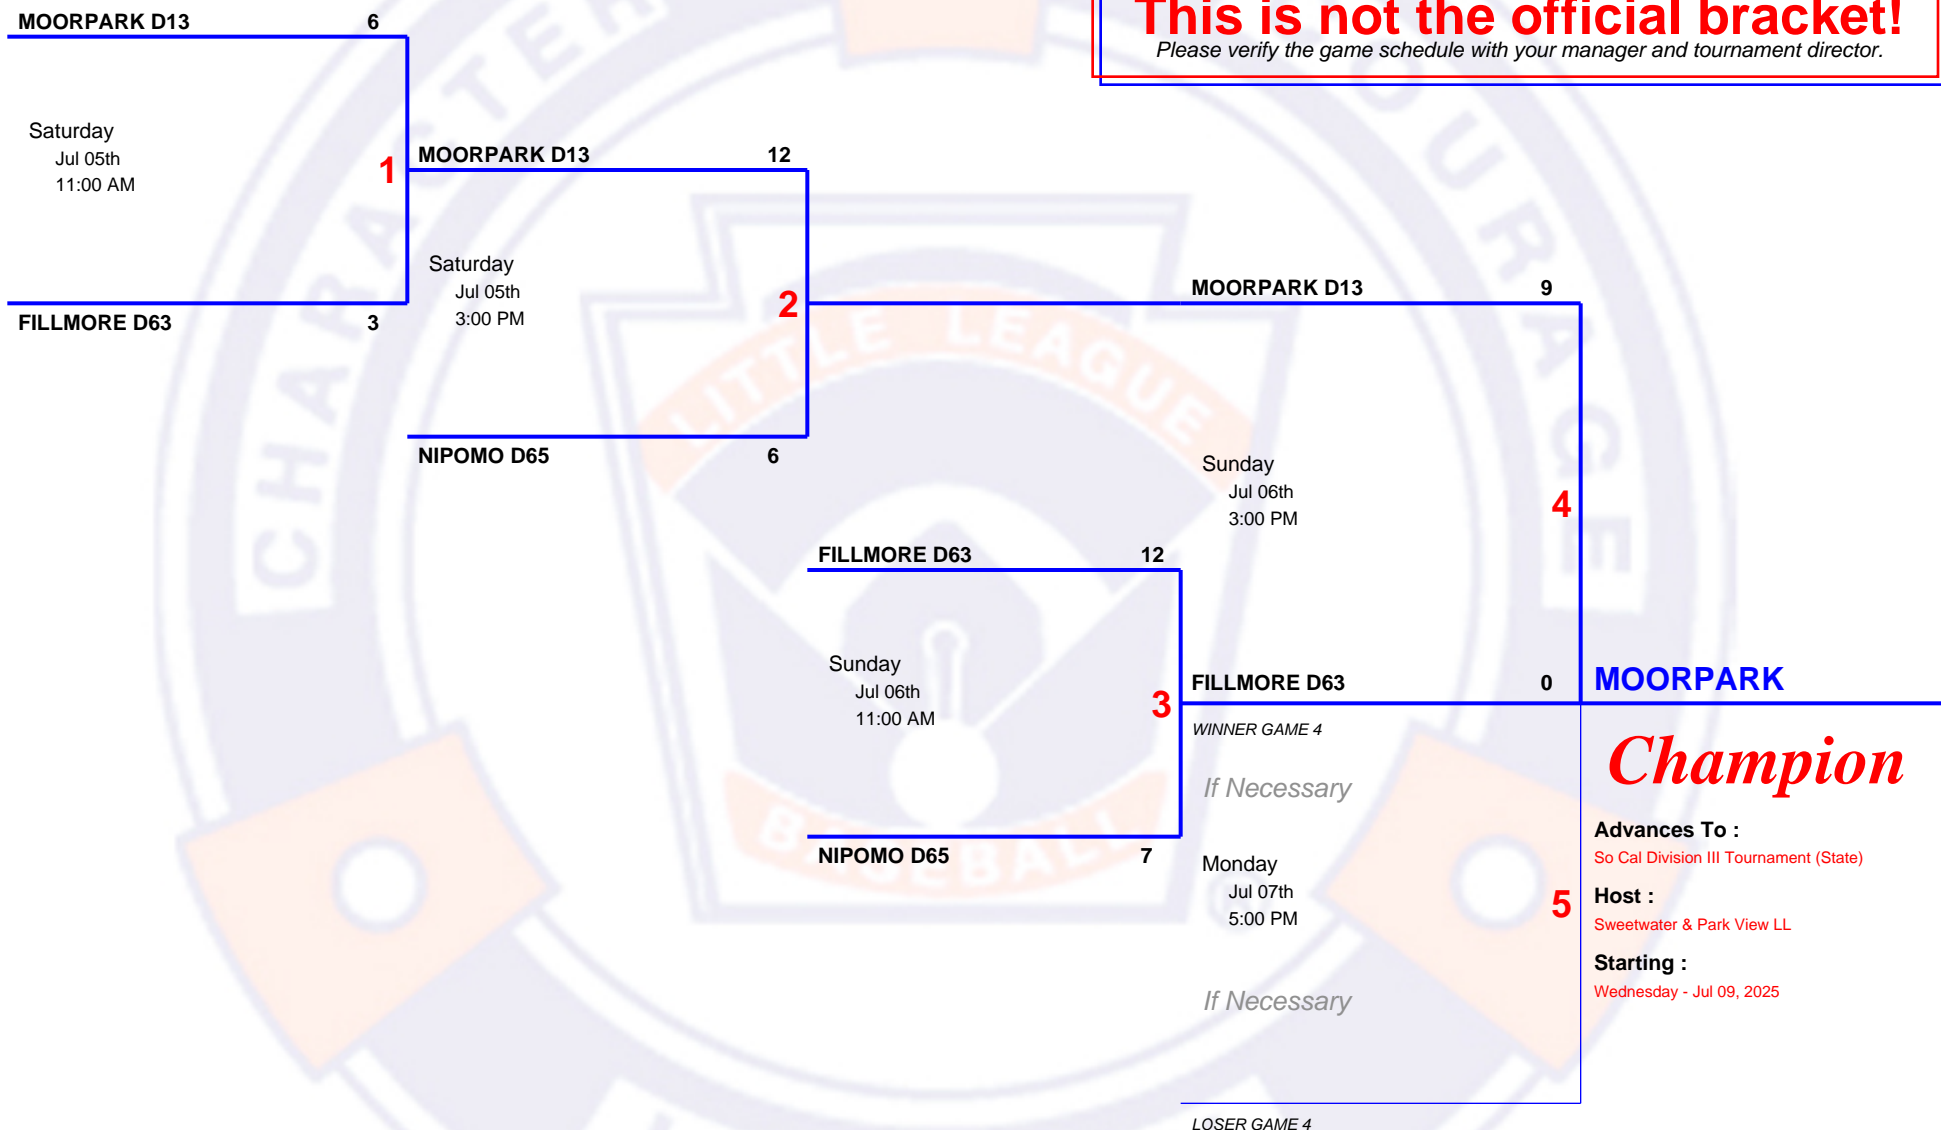 This is not the official bracket!
Please verify the game schedule with your manager and tournament director.
MOORPARK D13 6
Saturday
Jul 05th
11:00 AM
1
FILLMORE D63 3
MOORPARK D13 12
Saturday
Jul 05th
3:00 PM
2
NIPOMO D65 6
MOORPARK D13 9
Sunday
Jul 06th
3:00 PM
4
FILLMORE D63 12
Sunday
Jul 06th
11:00 AM
3
NIPOMO D65 7
FILLMORE D63 0
WINNER GAME 4
If Necessary
Monday
Jul 07th
5:00 PM
5
If Necessary
LOSER GAME 4
MOORPARK
Champion
Advances To :
So Cal Division III Tournament (State)
Host :
Sweetwater & Park View LL
Starting :
Wednesday - Jul 09, 2025
LITTLE LEAGUE
BASEBALL
®